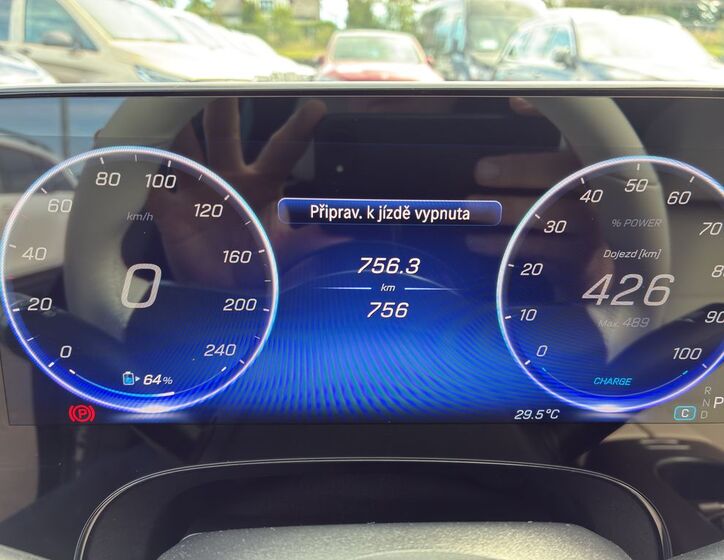 Připrav. k jízdě vypnuta
756.3
km
756
0
20
40
60
80
100
120
160
200
240
km/h
0
64%
P
0
10
20
30
40
50
60
70
8
90
100
% POWER
Dojezd [km]
426
Max. 489
CHARGE
29.5°C
C
R
N
D
P